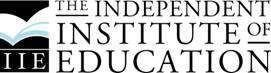 IIE
THE INDEPENDENT
INSTITUTE OF
EDUCATION